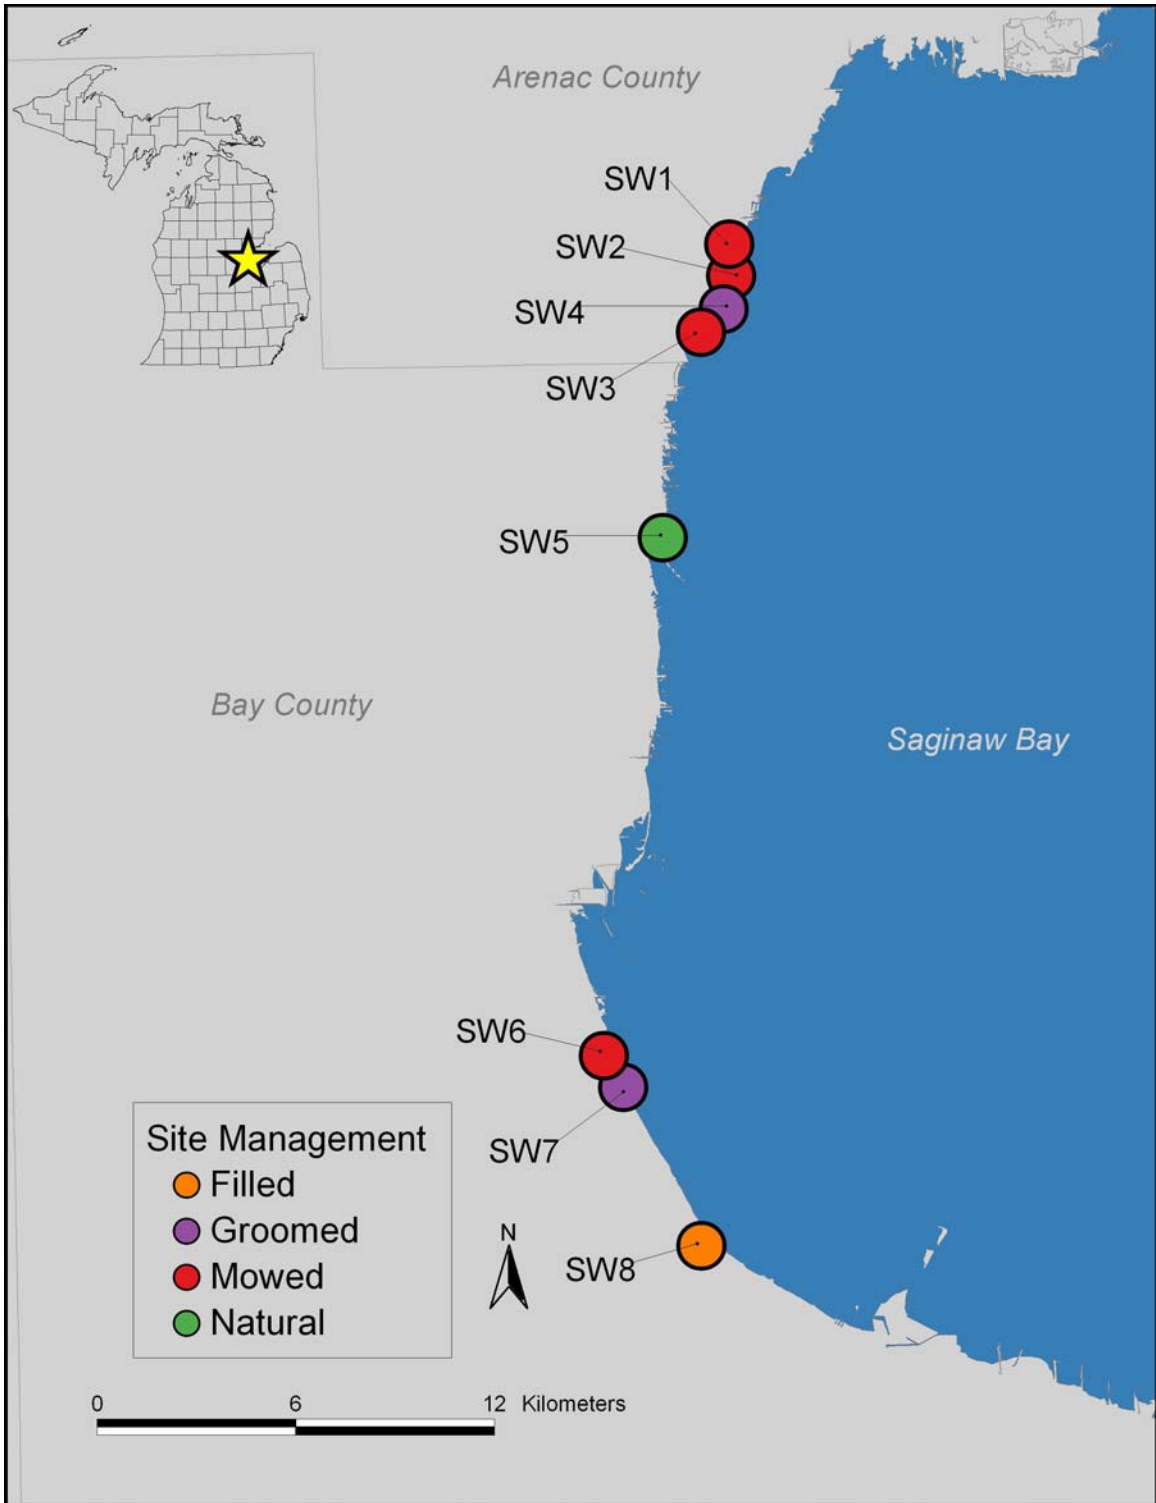 Arenac County
SW1
SW2
SW4
SW3
SW5
Bay County
Saginaw Bay
SW6
SW7
Site Management
Filled
Groomed
Mowed
Natural
N
SW8
0 6 12 Kilometers